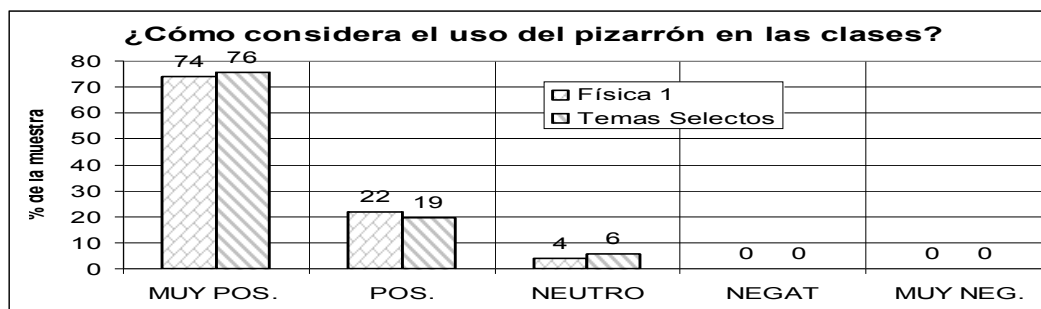 ¿Cómo considera el uso del pizarrón en las clases?
% de la muestra
80
70
60
50
40
30
20
10
0
74 76
22 19
4 6
0 0
0 0
Física 1
Temas Selectos
MUY POS. POS. NEUTRO NEGAT MUY NEG.